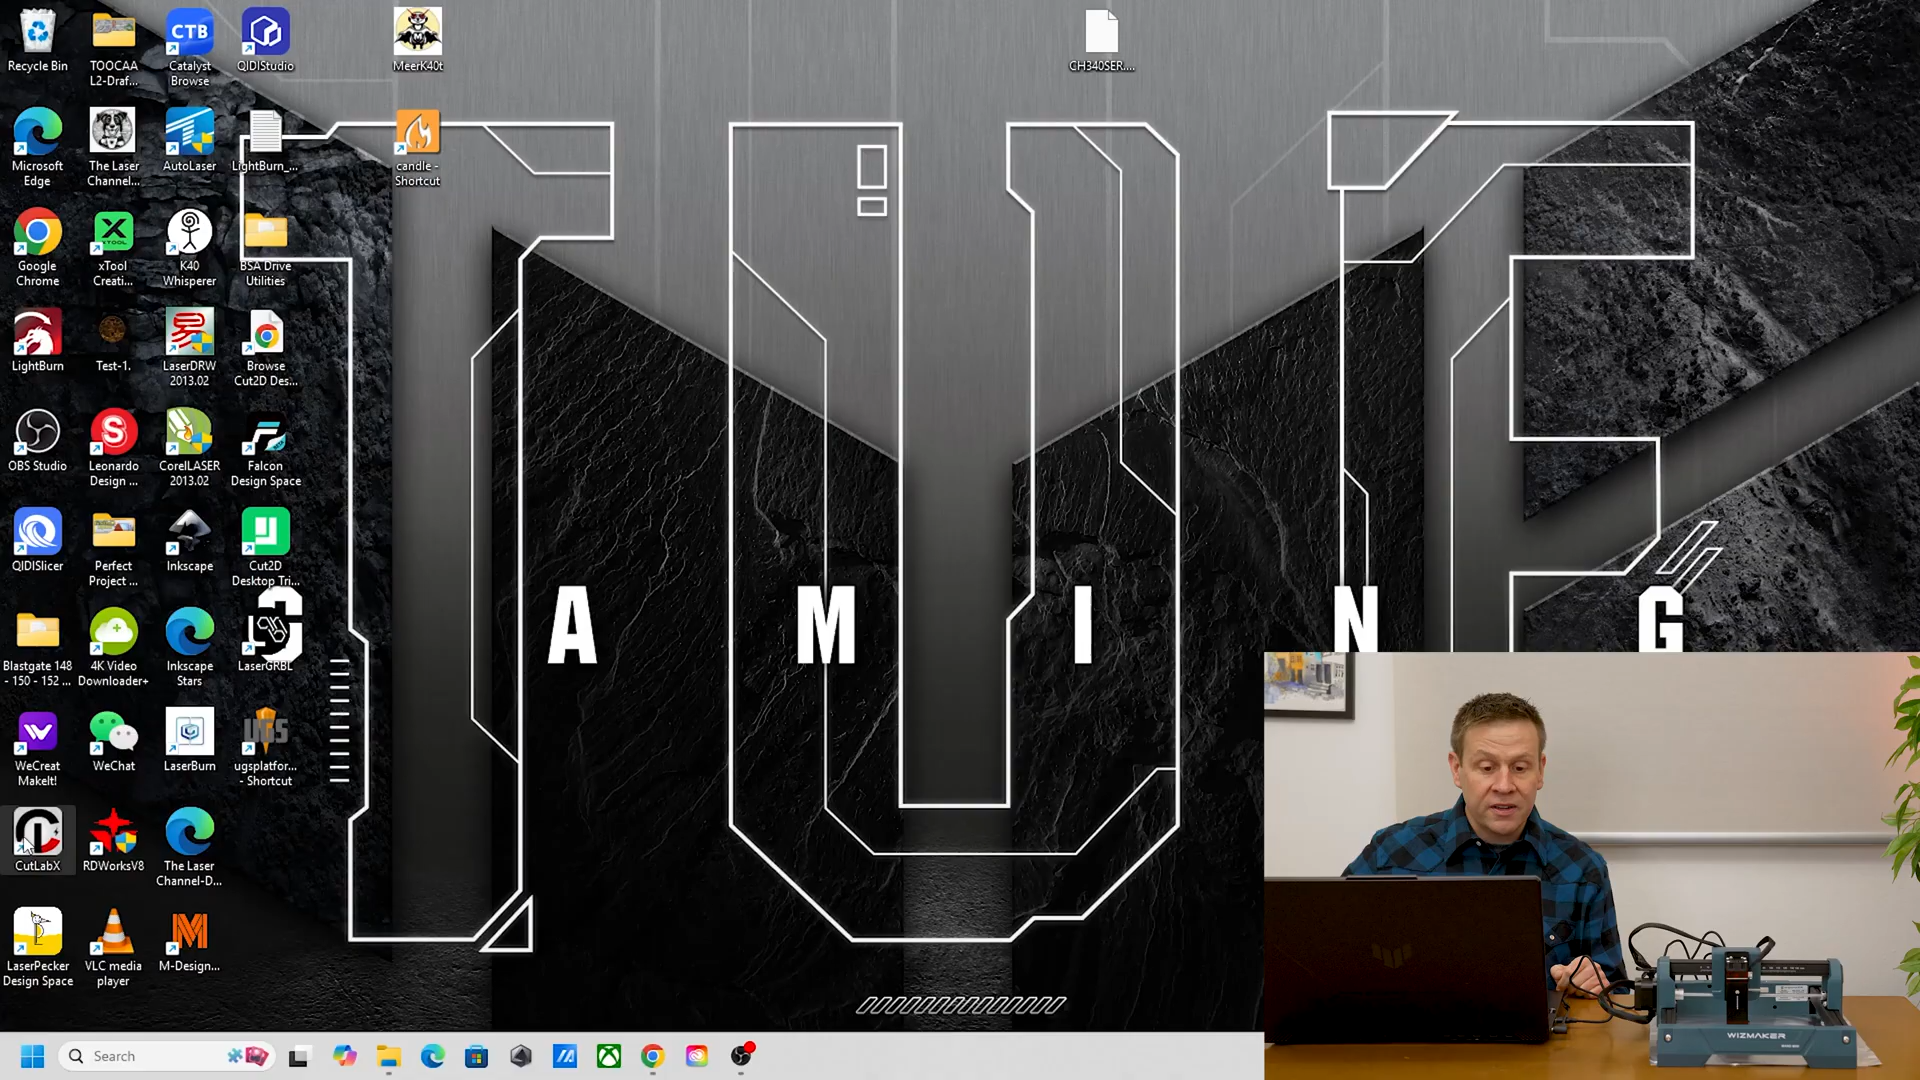 Recycle Bin
TOOCAA
L2-Draf...
CTB
Catalyst
Browse
QIDIStudio
MeerK40t
CH340SER....
Microsoft
Edge
The Laser
Channel...
AutoLaser
LightBurn_...
candle -
Shortcut
Google
Chrome
X
TOOL
xTool
Creati...
K40
Whisperer
BSA Drive
Utilities
LightBurn
Test-1.
LaserDRW
2013.02
Browse
Cut2D Des...
OBS Studio
Leonardo
Design ...
CorelLASER
2013.02
Falcon
Design Space
QIDISlicer
Perfect
Project ...
Inkscape
Cut2D
Desktop Tri...
TUF
GAMING
Blastgate 148
- 150 - 152 ...
4K Video
Downloader+
Inkscape
Stars
LaserGRBL
WeCreat
MakeIt!
WeChat
LaserBurn
UGS
ugsplatfor...
- Shortcut
CutLabX
RDWorksV8
The Laser
Channel-D...
LaserPecker
Design Space
VLC media
player
M-Design...
Search
WIZMAKER